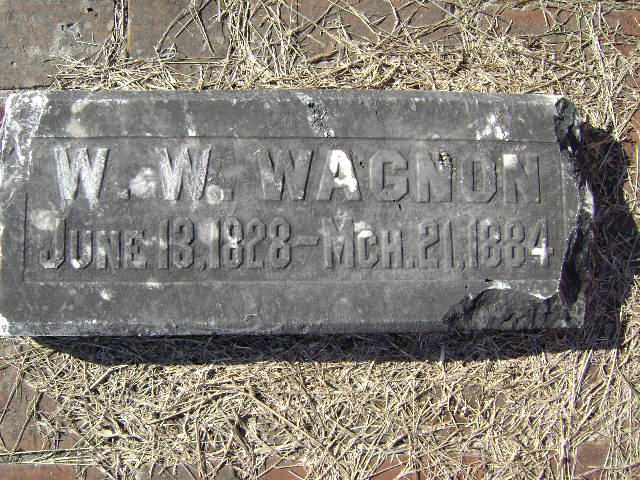 W. W. WAGNON
JUNE 13, 1828 - MCH. 21, 1884